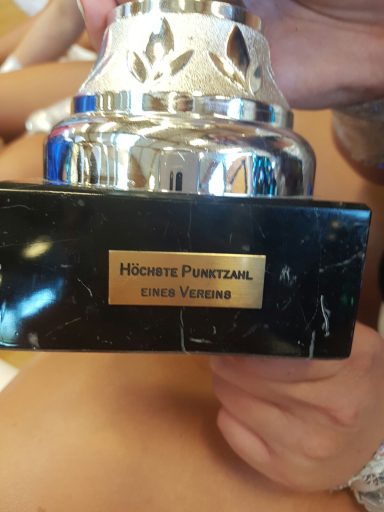 Höchste Punktzahl
eines Vereins